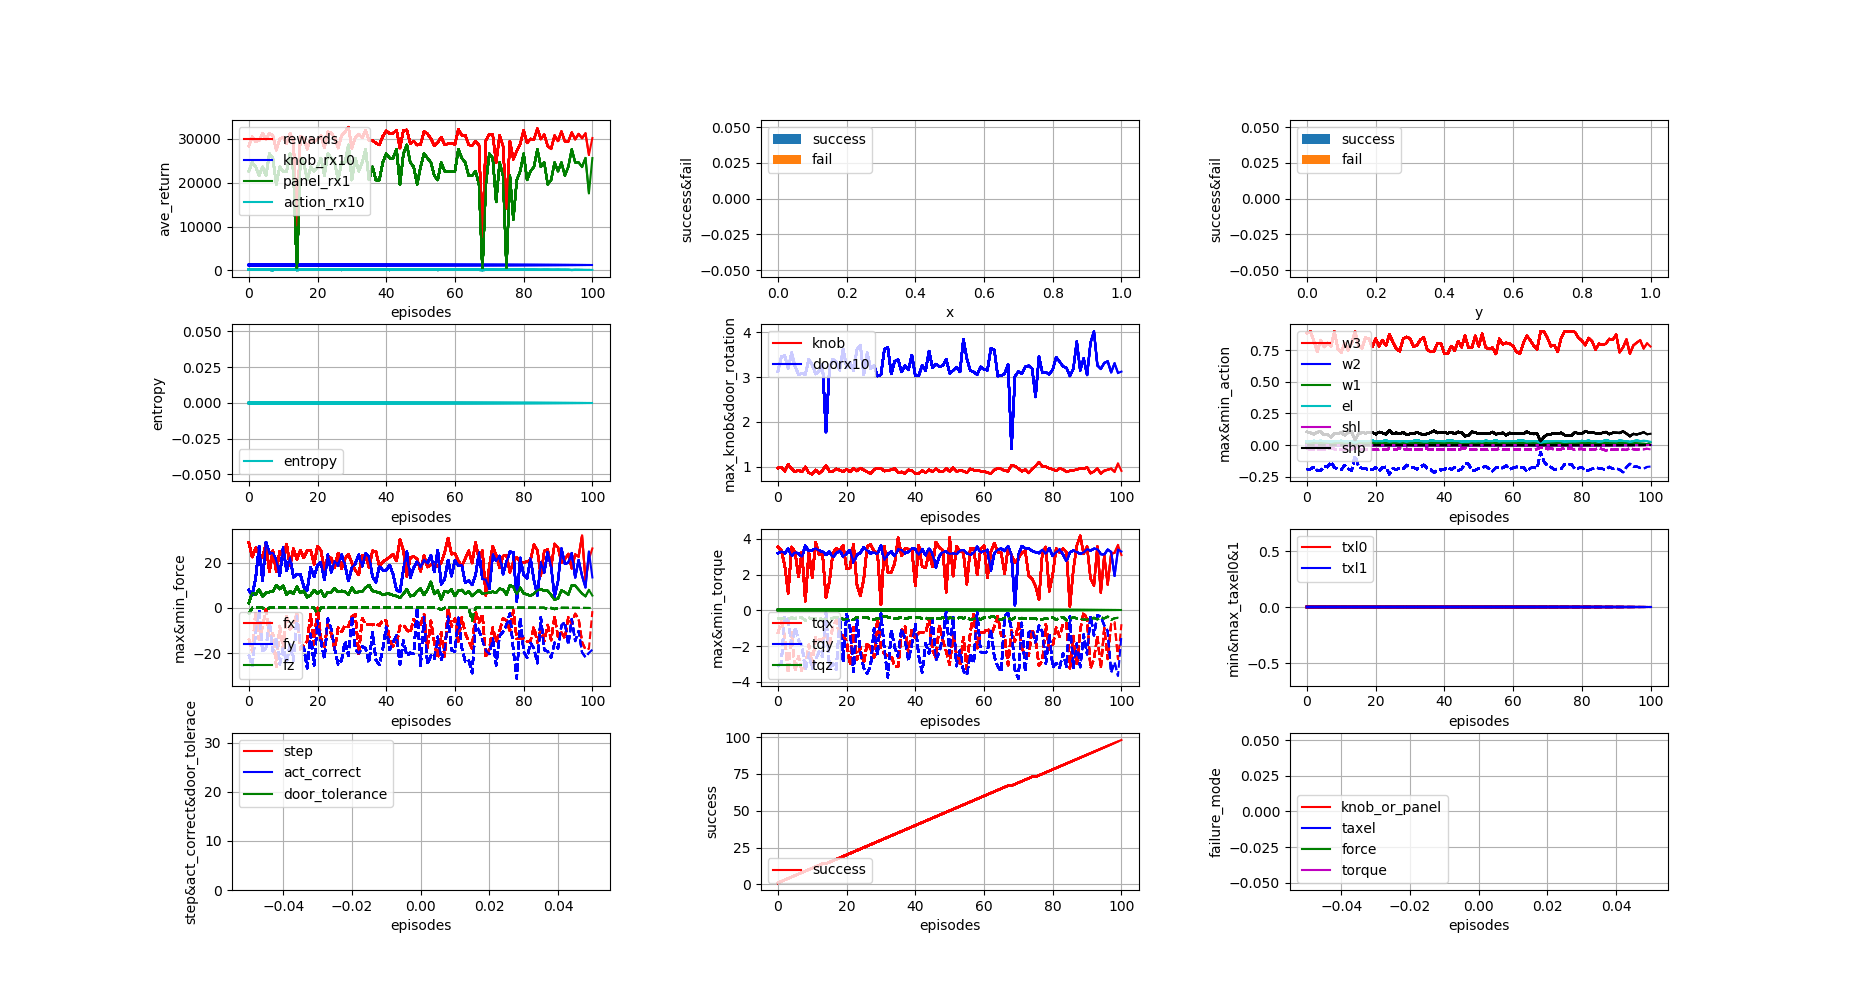 ave_return
30000
20000
10000
0
rewards
knob_rx10
panel_rx1
action_rx10
0 20 40 60 80 100
episodes
success&fail
0.050
0.025
0.000
−0.025
−0.050
success
fail
0.0 0.2 0.4 0.6 0.8 1.0
x
success&fail
0.050
0.025
0.000
−0.025
−0.050
success
fail
0.0 0.2 0.4 0.6 0.8 1.0
y
entropy
0.050
0.025
0.000
−0.025
−0.050
entropy
0 20 40 60 80 100
episodes
max_knob&door_rotation
4
3
2
1
knob
doorx10
0 20 40 60 80 100
episodes
max&min_action
0.75
0.50
0.25
0.00
−0.25
w3
w2
w1
el
shl
shp
0 20 40 60 80 100
episodes
max&min_force
20
0
−20
fx
fy
fz
0 20 40 60 80 100
episodes
max&min_torque
4
2
0
−2
−4
tqx
tqy
tqz
0 20 40 60 80 100
episodes
min&max_taxel0&1
0.5
0.0
−0.5
txl0
txl1
0 20 40 60 80 100
episodes
step&act_correct&door_tolerace
30
20
10
0
step
act_correct
door_tolerance
−0.04 −0.02 0.00 0.02 0.04
episodes
success
100
75
50
25
0
success
0 20 40 60 80 100
episodes
failure_mode
0.050
0.025
0.000
−0.025
−0.050
knob_or_panel
taxel
force
torque
−0.04 −0.02 0.00 0.02 0.04
episodes